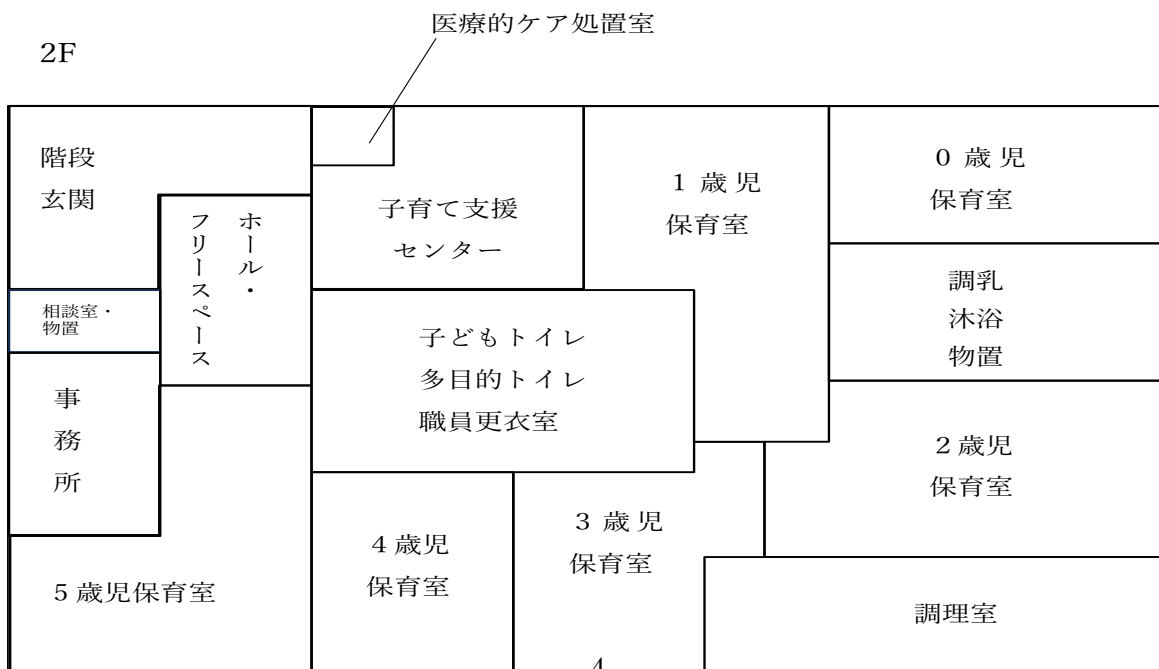 医療的ケア処置室
2F
階段
玄関
ホール・
フリースペース
子育て支援
センター
１歳児
保育室
０歳児
保育室
相談室・
物置
子どもトイレ
多目的トイレ
職員更衣室
調乳
沐浴
物置
事
務
所
２歳児
保育室
３歳児
保育室
４歳児
保育室
５歳児保育室
調理室
4